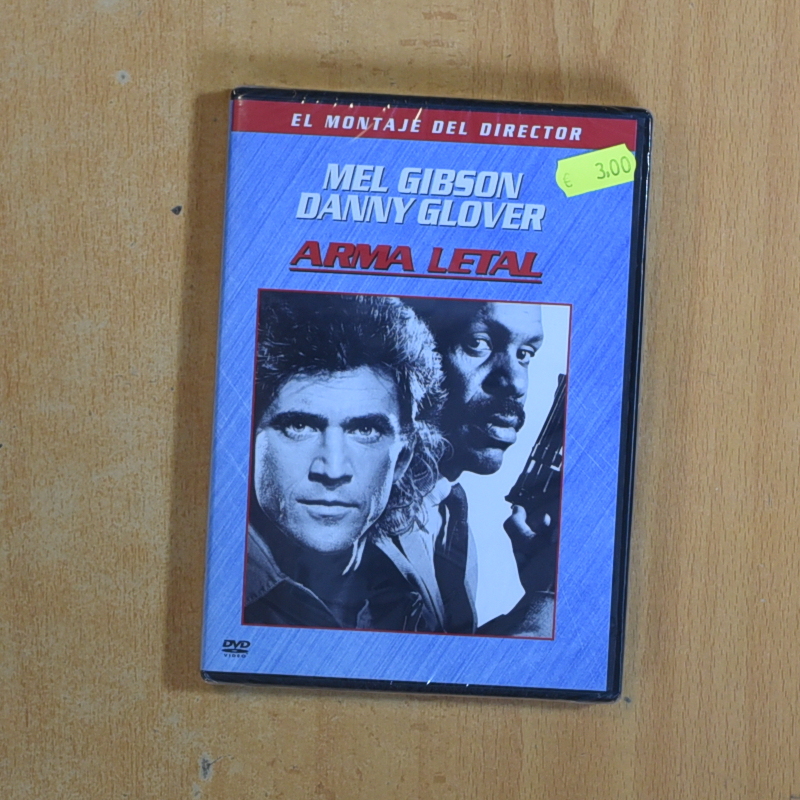 EL MONTAJE DEL DIRECTOR
€ 3.00
MEL GIBSON
DANNY GLOVER
ARMA LETAL
DVD
VIDEO